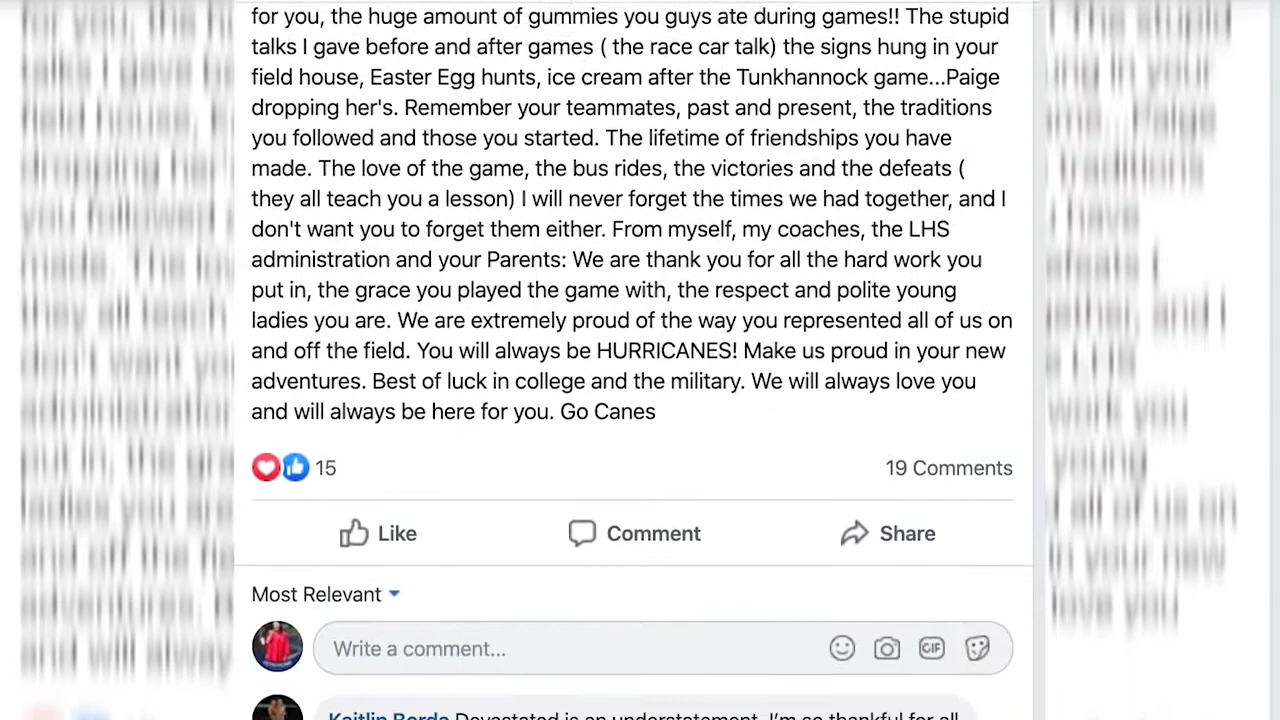 for you, the huge amount of gummies you guys ate during games!! The stupid
talks I gave before and after games ( the race car talk) the signs hung in your
field house, Easter Egg hunts, ice cream after the Tunkhannock game...Paige
dropping her's. Remember your teammates, past and present, the traditions
you followed and those you started. The lifetime of friendships you have
made. The love of the game, the bus rides, the victories and the defeats (
they all teach you a lesson) I will never forget the times we had together, and I
don't want you to forget them either. From myself, my coaches, the LHS
administration and your Parents: We are thank you for all the hard work you
put in, the grace you played the game with, the respect and polite young
ladies you are. We are extremely proud of the way you represented all of us on
and off the field. You will always be HURRICANES! Make us proud in your new
adventures. Best of luck in college and the military. We will always love you
and will always be here for you. Go Canes
15 19 Comments
Like Comment Share
Most Relevant
Write a comment... GIF
Kaitlin Borde Devastated is an understatement. I'm so thankful for all